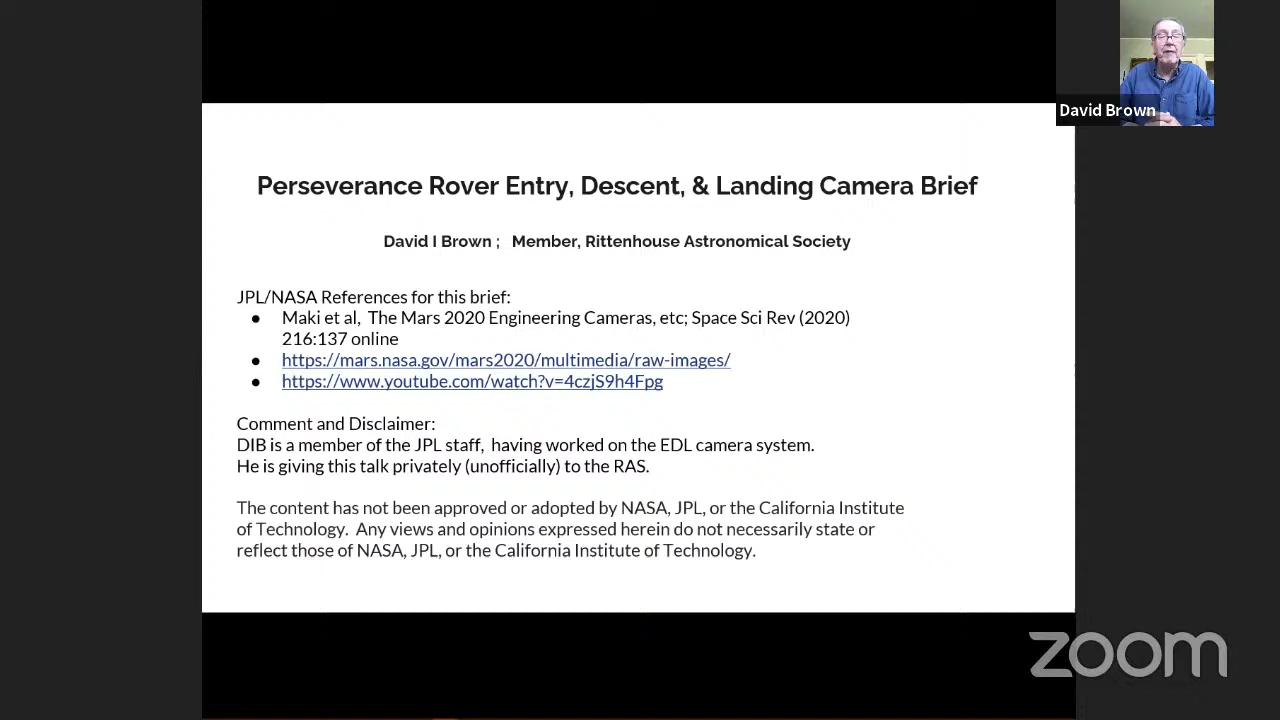 David Brown
Perseverance Rover Entry, Descent, & Landing Camera Brief
David I Brown ; Member, Rittenhouse Astronomical Society
JPL/NASA References for this brief:
● Maki et al, The Mars 2020 Engineering Cameras, etc; Space Sci Rev (2020)
216:137 online
● https://mars.nasa.gov/mars2020/multimedia/raw-images/
● https://www.youtube.com/watch?v=4czjS9h4Fpg
Comment and Disclaimer:
DIB is a member of the JPL staff, having worked on the EDL camera system.
He is giving this talk privately (unofficially) to the RAS.
The content has not been approved or adopted by NASA, JPL, or the California Institute
of Technology. Any views and opinions expressed herein do not necessarily state or
reflect those of NASA, JPL, or the California Institute of Technology.
zoom